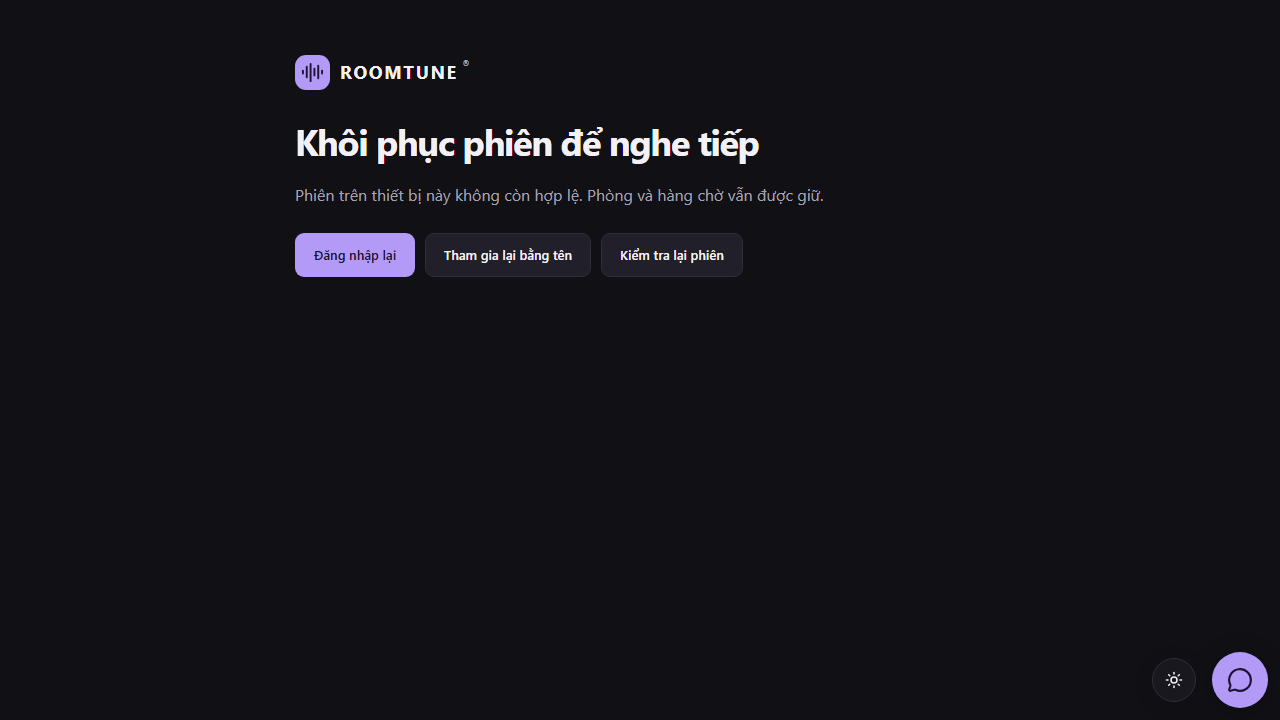 ROOMTUNE ®
Khôi phục phiên để nghe tiếp
Phiên trên thiết bị này không còn hợp lệ. Phòng và hàng chờ vẫn được giữ.
Đăng nhập lại
Tham gia lại bằng tên
Kiểm tra lại phiên